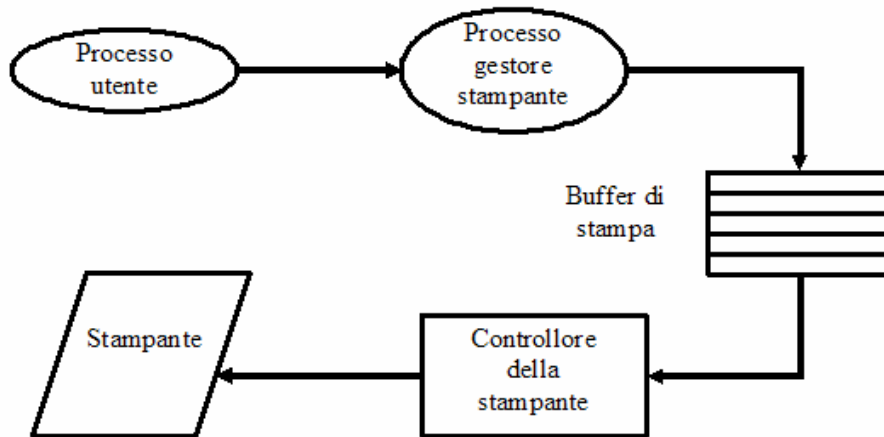 Processo
utente
Processo
gestore
stampante
Buffer di
stampa
Controllore
della
stampante
Stampante